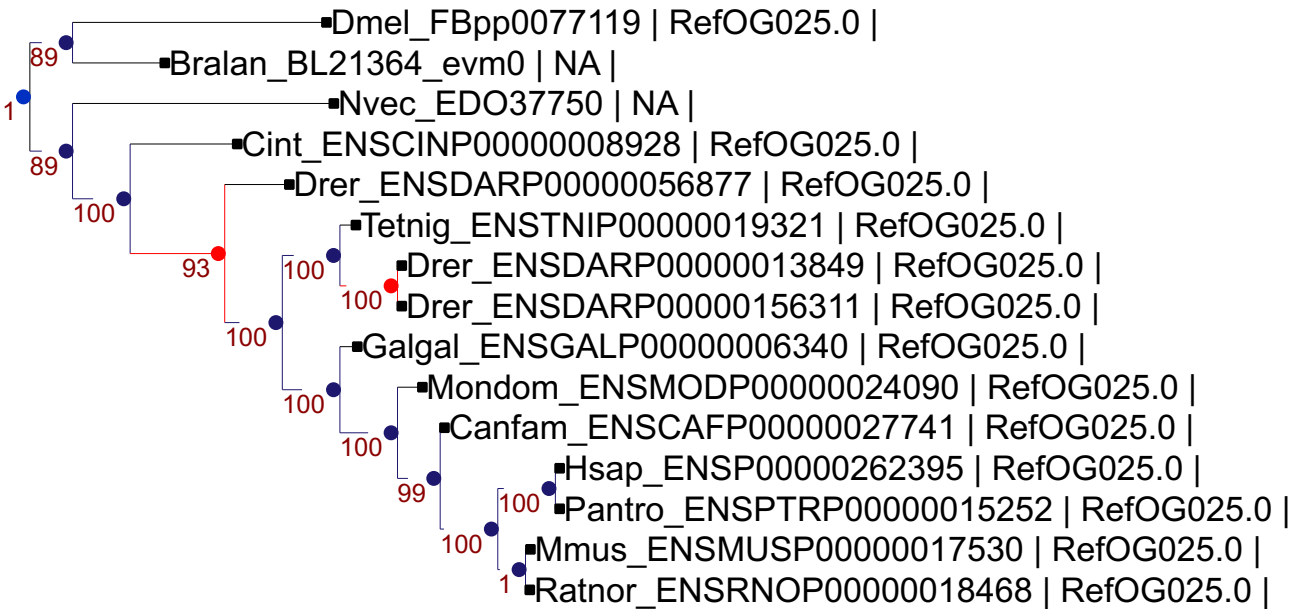 Dmel_FBpp0077119 | RefOG025.0 |
89
Bralan_BL21364_evm0 | NA |
1
Nvec_EDO37750 | NA |
89
Cint_ENSCINP00000008928 | RefOG025.0 |
100
Drer_ENSDARP00000056877 | RefOG025.0 |
93
Tetnig_ENSTNIP00000019321 | RefOG025.0 |
100
Drer_ENSDARP00000013849 | RefOG025.0 |
100
Drer_ENSDARP00000156311 | RefOG025.0 |
100
Galgal_ENSGALP00000006340 | RefOG025.0 |
100
Mondom_ENSMODP00000024090 | RefOG025.0 |
100
Canfam_ENSCAFP00000027741 | RefOG025.0 |
99
Hsap_ENSP00000262395 | RefOG025.0 |
100
Pantro_ENSPTRP00000015252 | RefOG025.0 |
100
Mmus_ENSMUSP00000017530 | RefOG025.0 |
1
Ratnor_ENSRNOP00000018468 | RefOG025.0 |